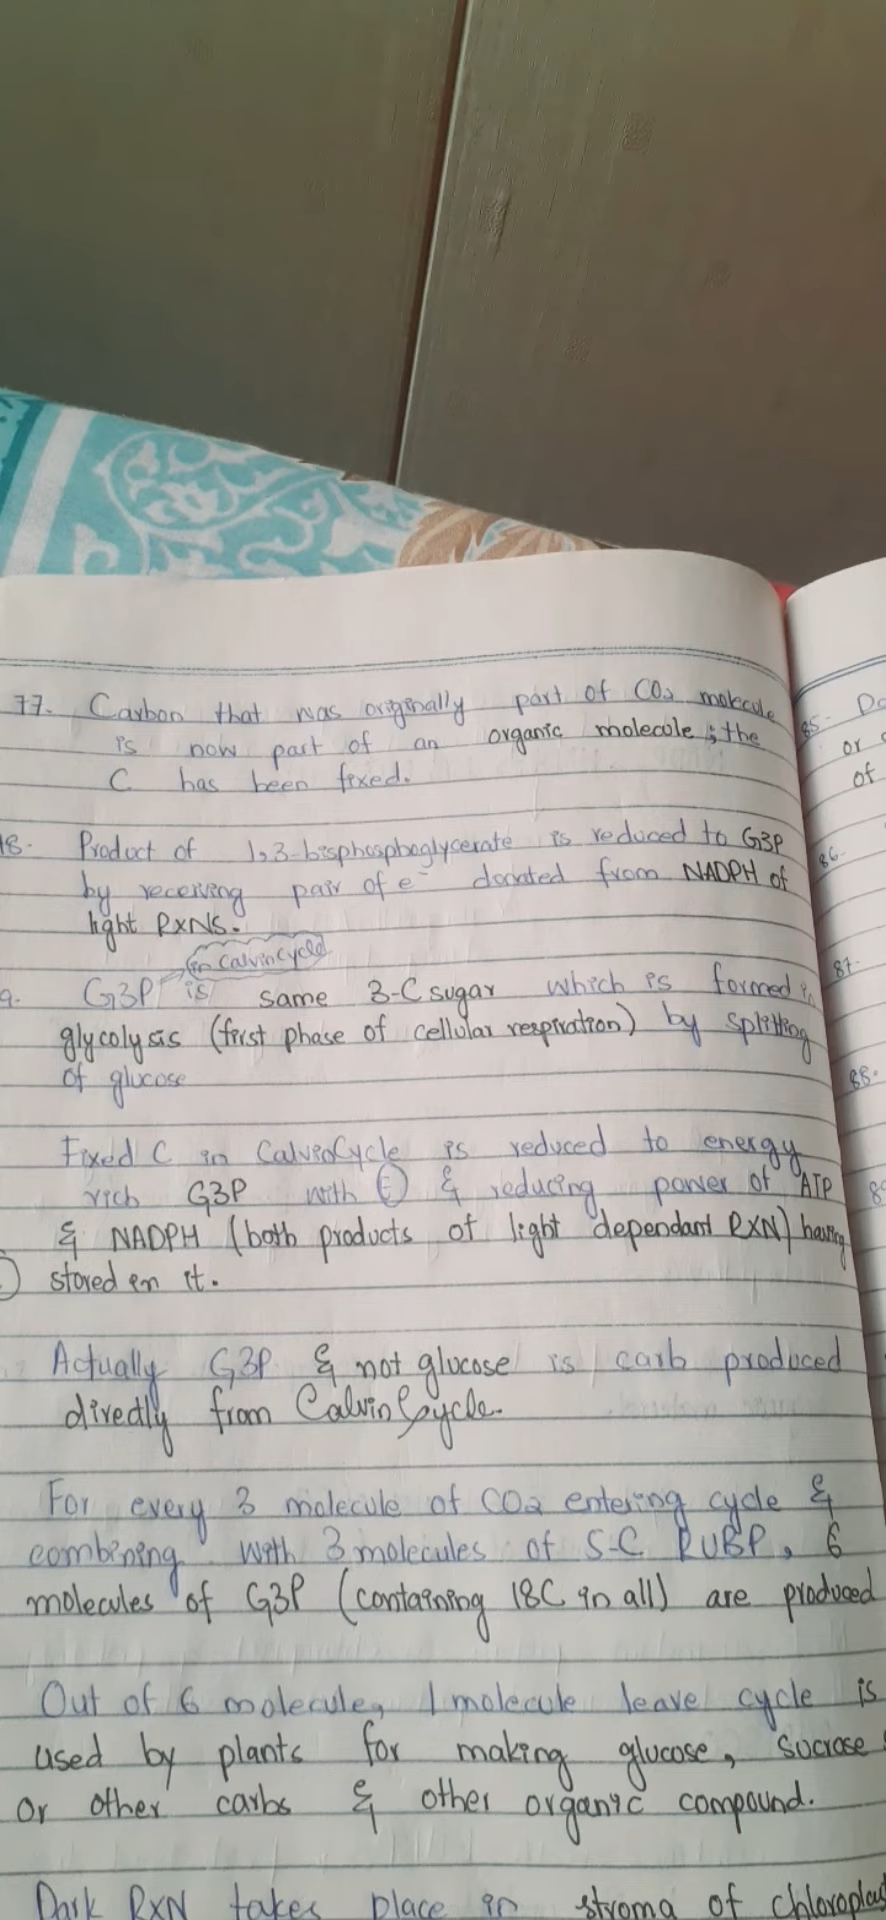 77. Carbon that was originally part of CO2 molecule
is now part of an organic molecule; the
C has been fixed.
78. Product of 1,3-bisphosphoglycerate is reduced to G3P
by receiving pair of e⁻ donated from NADPH of
light RXNS.
in Calvin cycle
9. G3P is same 3-C sugar which is formed in
glycolysis (first phase of cellular respiration) by splitting
of glucose
Fixed C in Calvin Cycle is reduced to energy
rich G3P with Ⓔ & reducing power of ATP
& NADPH (both products of light dependant RXN) having
stored in it.
Actually G3P & not glucose is carb produced
directly from Calvin Cycle.
For every 3 molecule of CO2 entering cycle &
combining with 3 molecules of 5-C RUBP, 6
molecules of G3P (containing 18C in all) are produced
Out of 6 molecule, 1 molecule leave cycle is
used by plants for making glucose, sucrose
or other carbs & other organic compound.
Dark RXN takes place in stroma of chloroplast
85-
or
of
86-
87-
88-